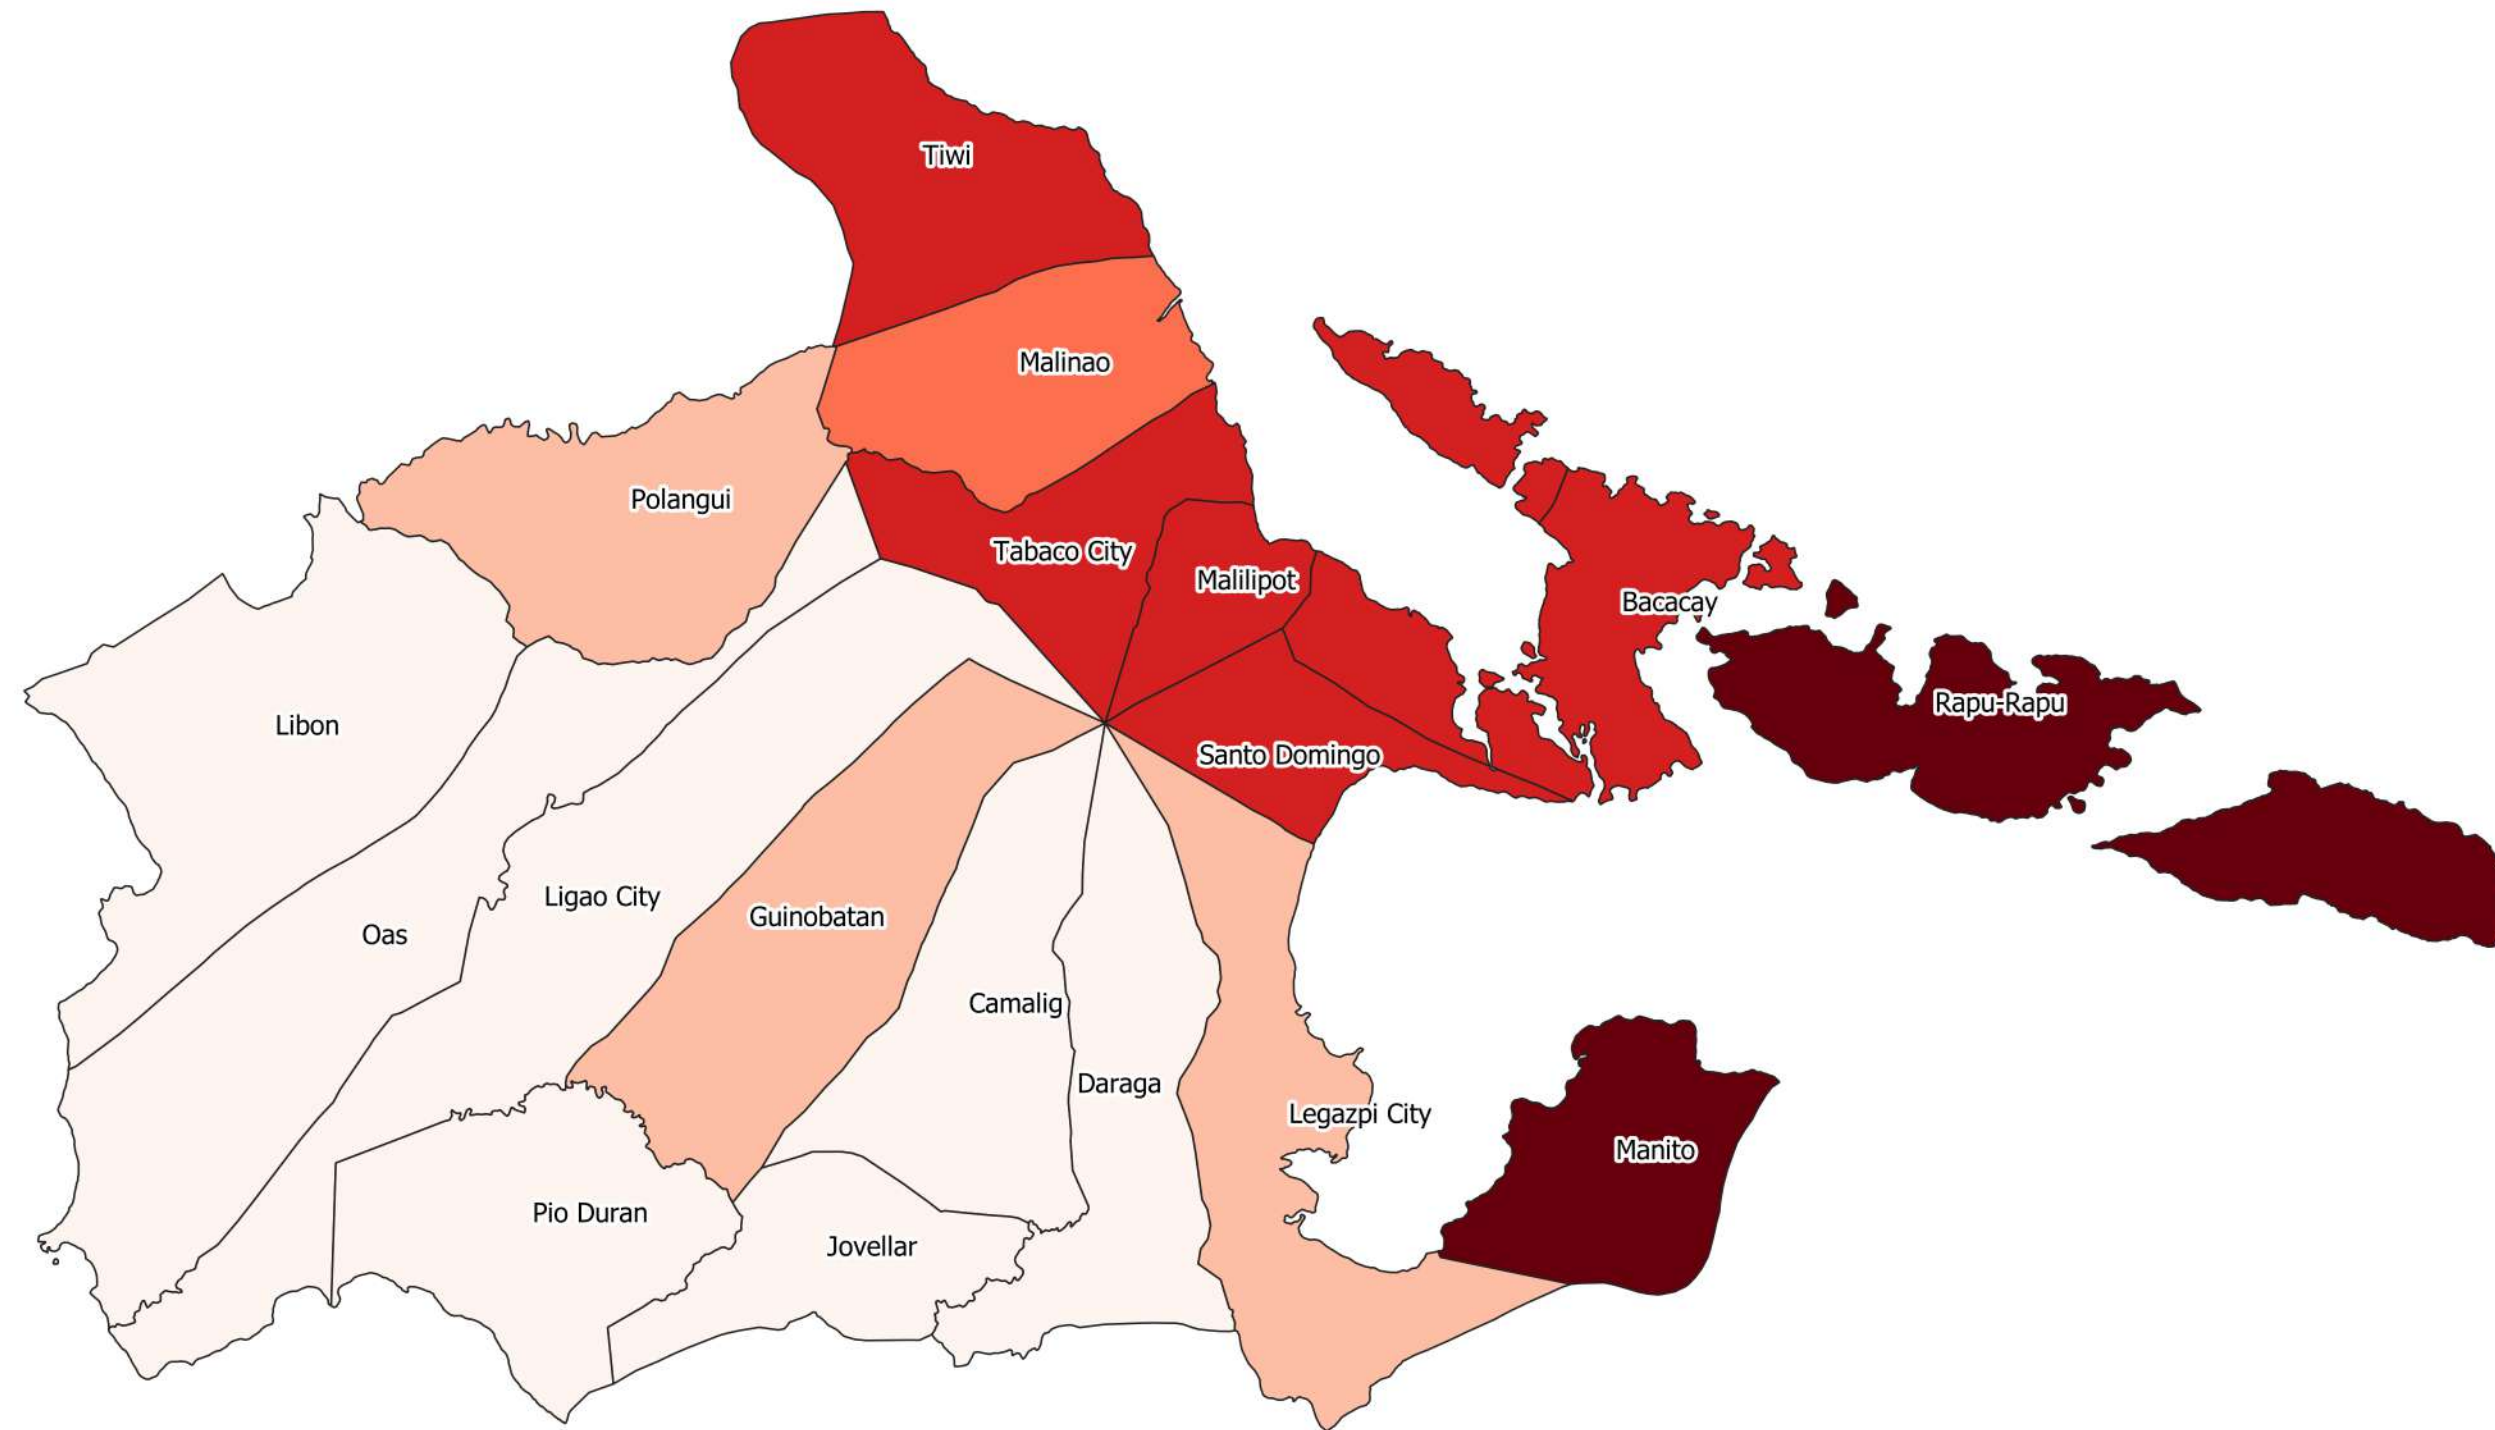 Tiwi
Malinao
Polangui
Tabaco City
Malilipot
Bacacay
Rapu-Rapu
Libon
Santo Domingo
Ligao City
Guinobatan
Oas
Camalig
Daraga
Legazpi City
Manito
Pio Duran
Jovellar